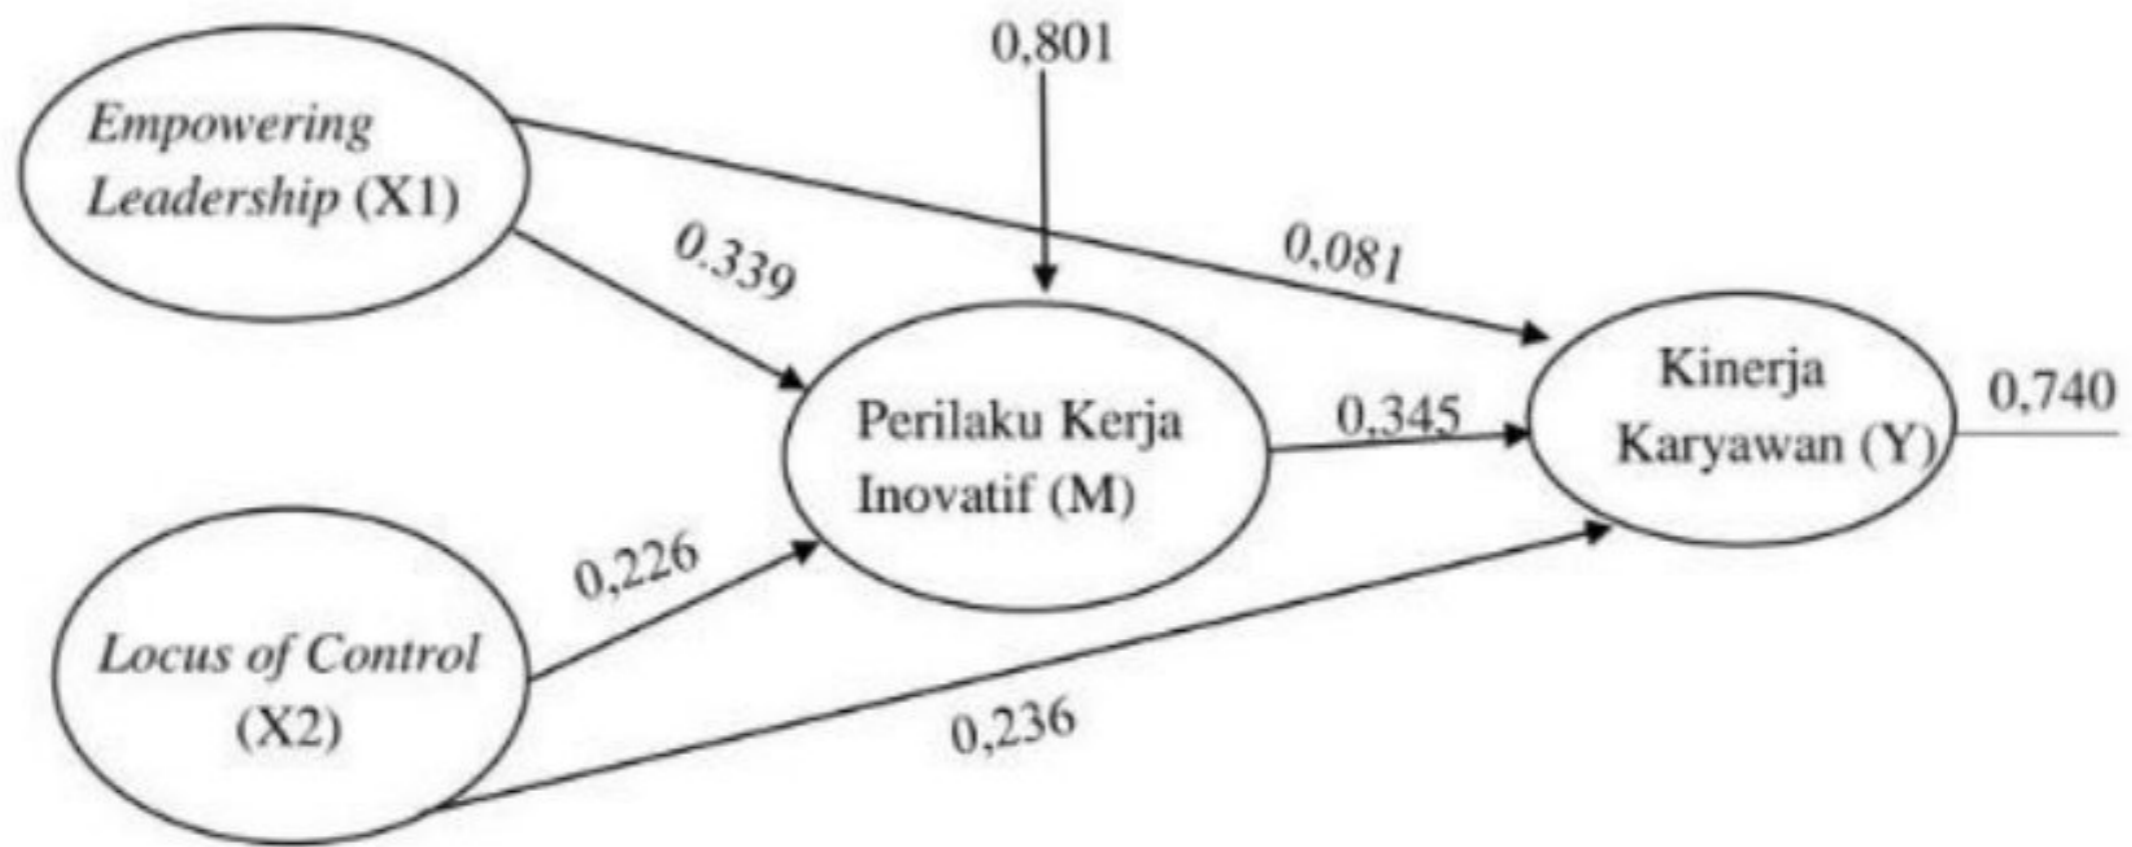 0,801
Empowering
Leadership (X1)
0.339
0,081
Kinerja
Karyawan (Y)
0,740
Perilaku Kerja
Inovatif (M)
0,345
0,226
Locus of Control
(X2)
0,236